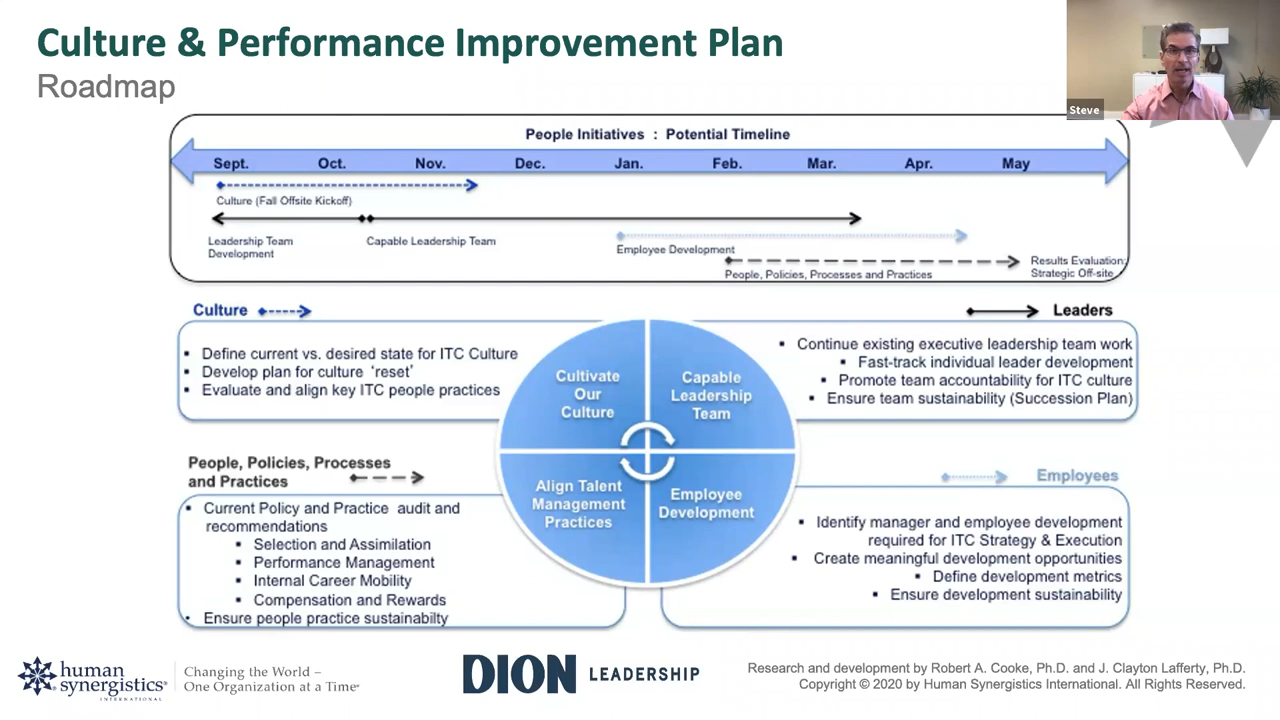 Culture & Performance Improvement Plan
Roadmap
Steve
People Initiatives : Potential Timeline
Sept. Oct. Nov. Dec. Jan. Feb. Mar. Apr. May
Culture (Fall Offsite Kickoff)
Leadership Team
Development
Capable Leadership Team
Employee Development
People, Policies, Processes and Practices
Results Evaluation:
Strategic Off-site
Culture
Define current vs. desired state for ITC Culture
Develop plan for culture ‘reset’
Evaluate and align key ITC people practices
Leaders
Continue existing executive leadership team work
Fast-track individual leader development
Promote team accountability for ITC culture
Ensure team sustainability (Succession Plan)
Cultivate
Our
Culture
Capable
Leadership
Team
Align Talent
Management
Practices
Employee
Development
People, Policies, Processes
and Practices
Current Policy and Practice audit and
recommendations
Selection and Assimilation
Performance Management
Internal Career Mobility
Compensation and Rewards
Ensure people practice sustainabilty
Employees
Identify manager and employee development
required for ITC Strategy & Execution
Create meaningful development opportunities
Define development metrics
Ensure development sustainability
human
synergistics®
INTERNATIONAL
Changing the World –
One Organization at a Time®
DION LEADERSHIP
Research and development by Robert A. Cooke, Ph.D. and J. Clayton Lafferty, Ph.D.
Copyright © 2020 by Human Synergistics International. All Rights Reserved.